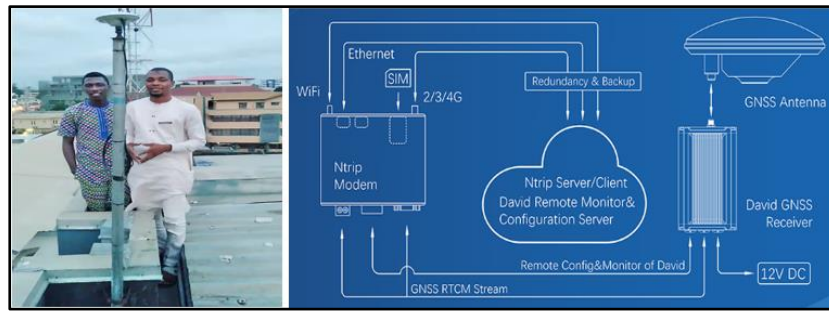 Ethernet
SIM
WiFi
2/3/4G
Redundancy & Backup
GNSS Antenna
Ntrip
Modem
Ntrip Server/Client
David Remote Monitor&
Configuration Server
David GNSS
Receiver
Remote Config&Monitor of David
12V DC
GNSS RTCM Stream